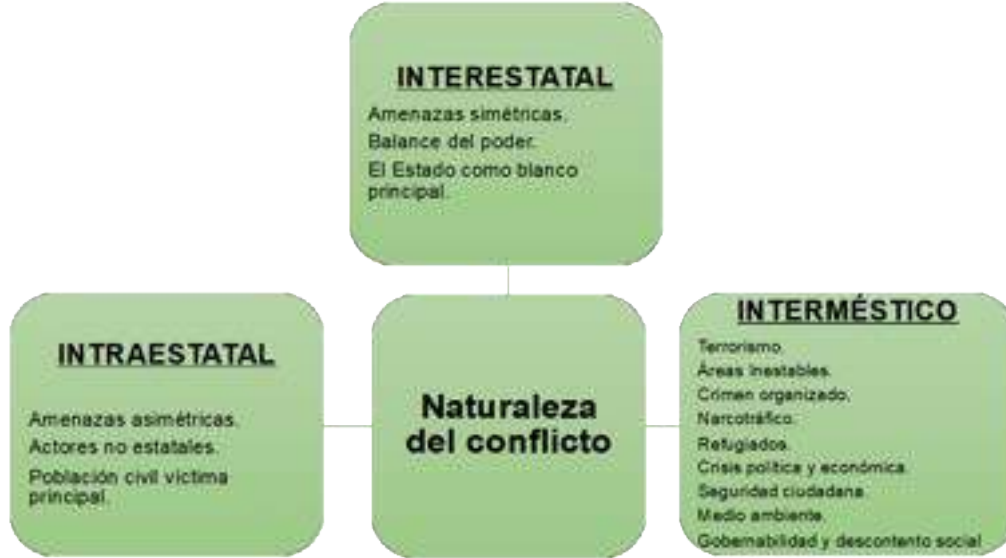 INTERESTATAL
Amenazas simétricas.
Balance del poder.
El Estado como blanco
principal.
INTRAESTATAL
Amenazas asimétricas.
Actores no estatales.
Población civil víctima
principal.
Naturaleza
del conflicto
INTERMÉSTICO
Terrorismo.
Áreas Inestables.
Crimen organizado.
Narcotráfico.
Refugiados.
Crisis política y económica.
Seguridad ciudadana.
Medio ambiente.
Gobernabilidad y descontento social